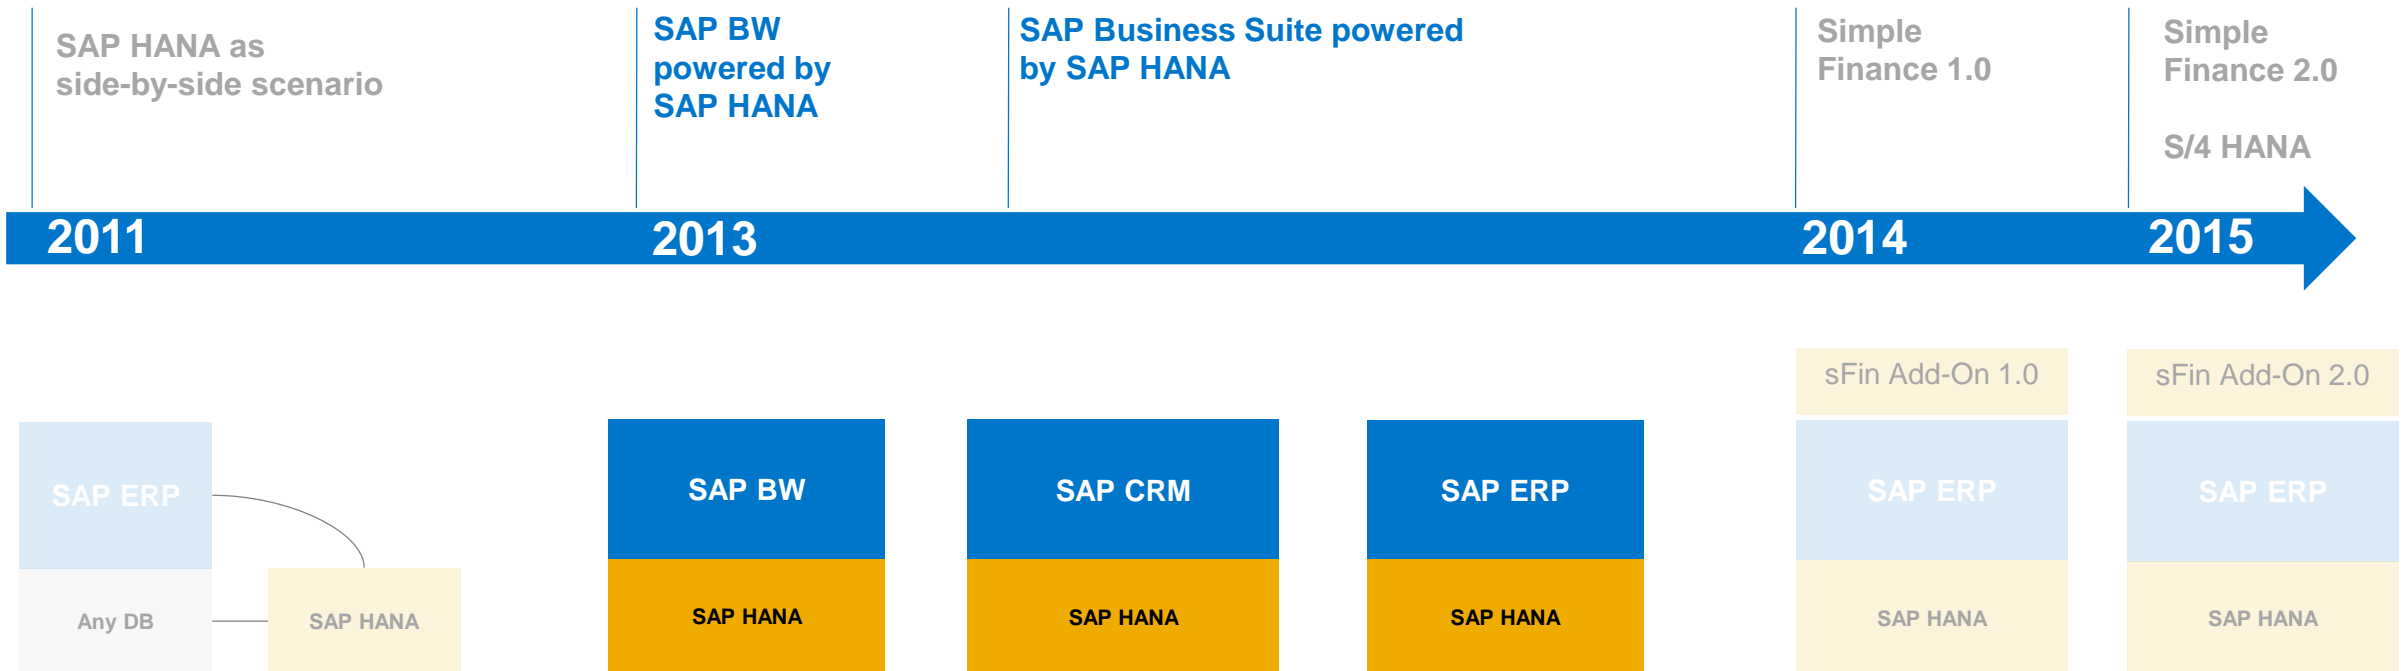 SAP HANA as
side-by-side scenario
SAP BW
powered by
SAP HANA
SAP Business Suite powered
by SAP HANA
Simple
Finance 1.0
Simple
Finance 2.0
S/4 HANA
2011
2013
2014
2015
sFin Add-On 1.0
sFin Add-On 2.0
SAP ERP
SAP BW
SAP CRM
SAP ERP
SAP ERP
SAP ERP
Any DB
SAP HANA
SAP HANA
SAP HANA
SAP HANA
SAP HANA
SAP HANA